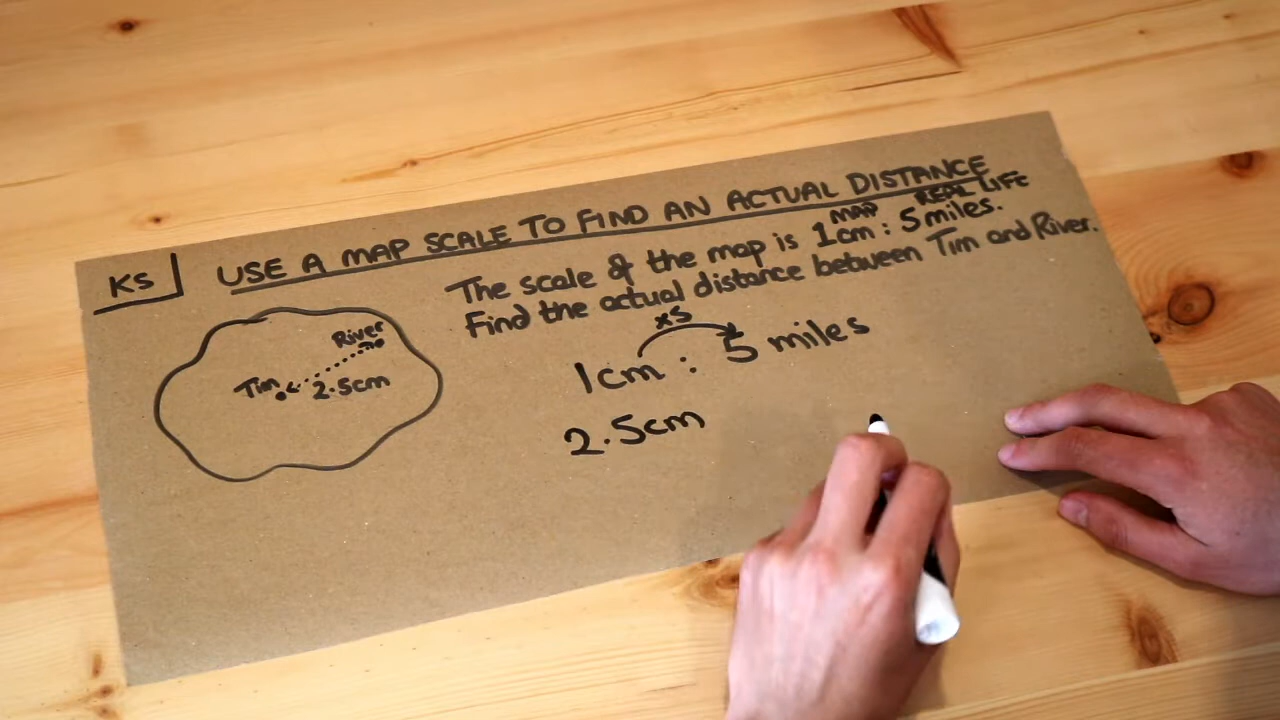 KS
USE A MAP SCALE TO FIND AN ACTUAL DISTANCE
MAP REAL LIFE
The scale of the map is 1cm : 5 miles.
Find the actual distance between Tim and River.
River
Tim
2.5cm
x5
1cm : 5 miles
2.5cm